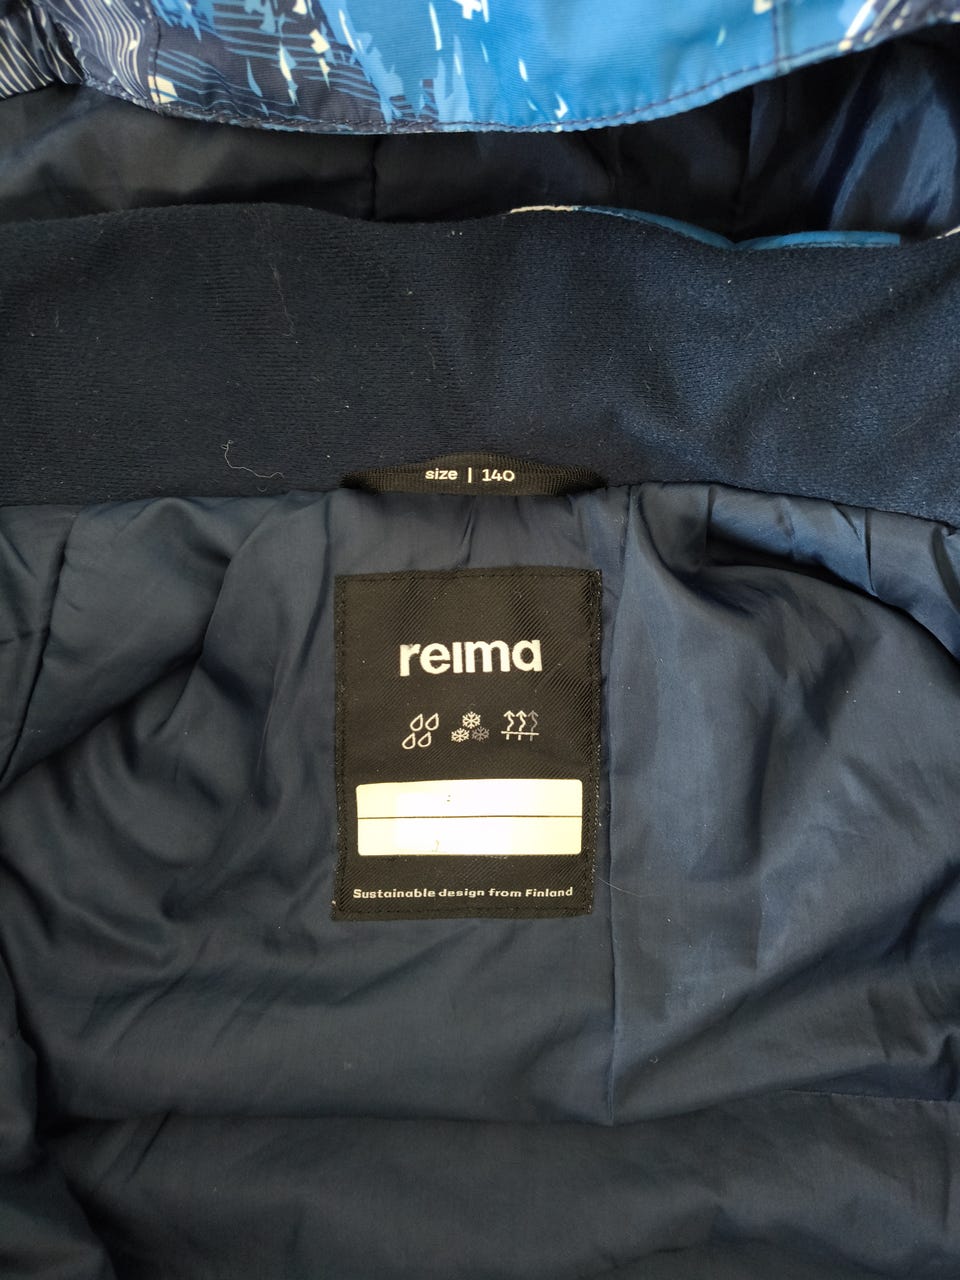 size | 140
reima
Sustainable design from Finland